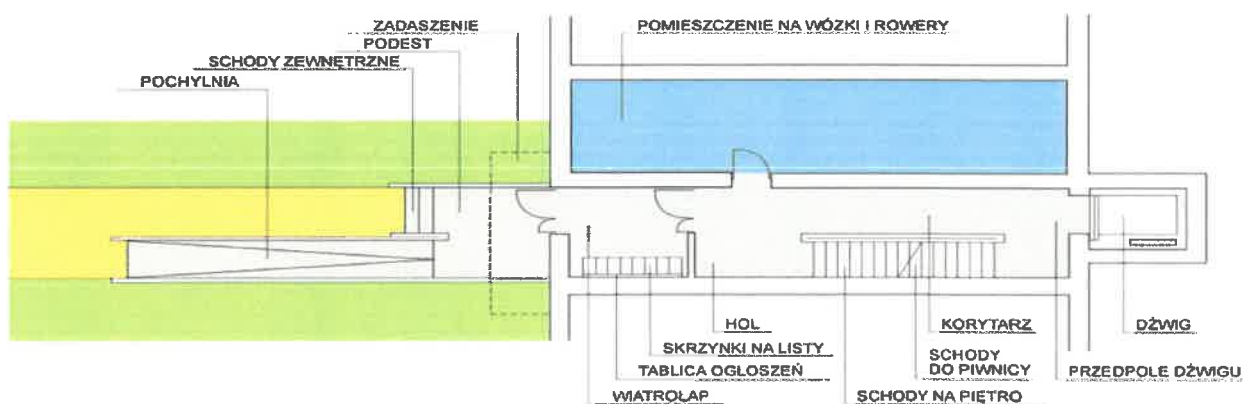 ZADASZENIE
POMIESZCZENIE NA WÓZKI I ROWERY
PODEST
SCHODY ZEWNĘTRZNE
POCHYLNIA
HOL
KORYTARZ
DŹWIG
SKRZYNKI NA LISTY
SCHODY
DO PIWNICY
TABLICA OGŁOSZEŃ
PRZEDPOLE DŹWIGU
WIATROŁAP
SCHODY NA PIĘTRO